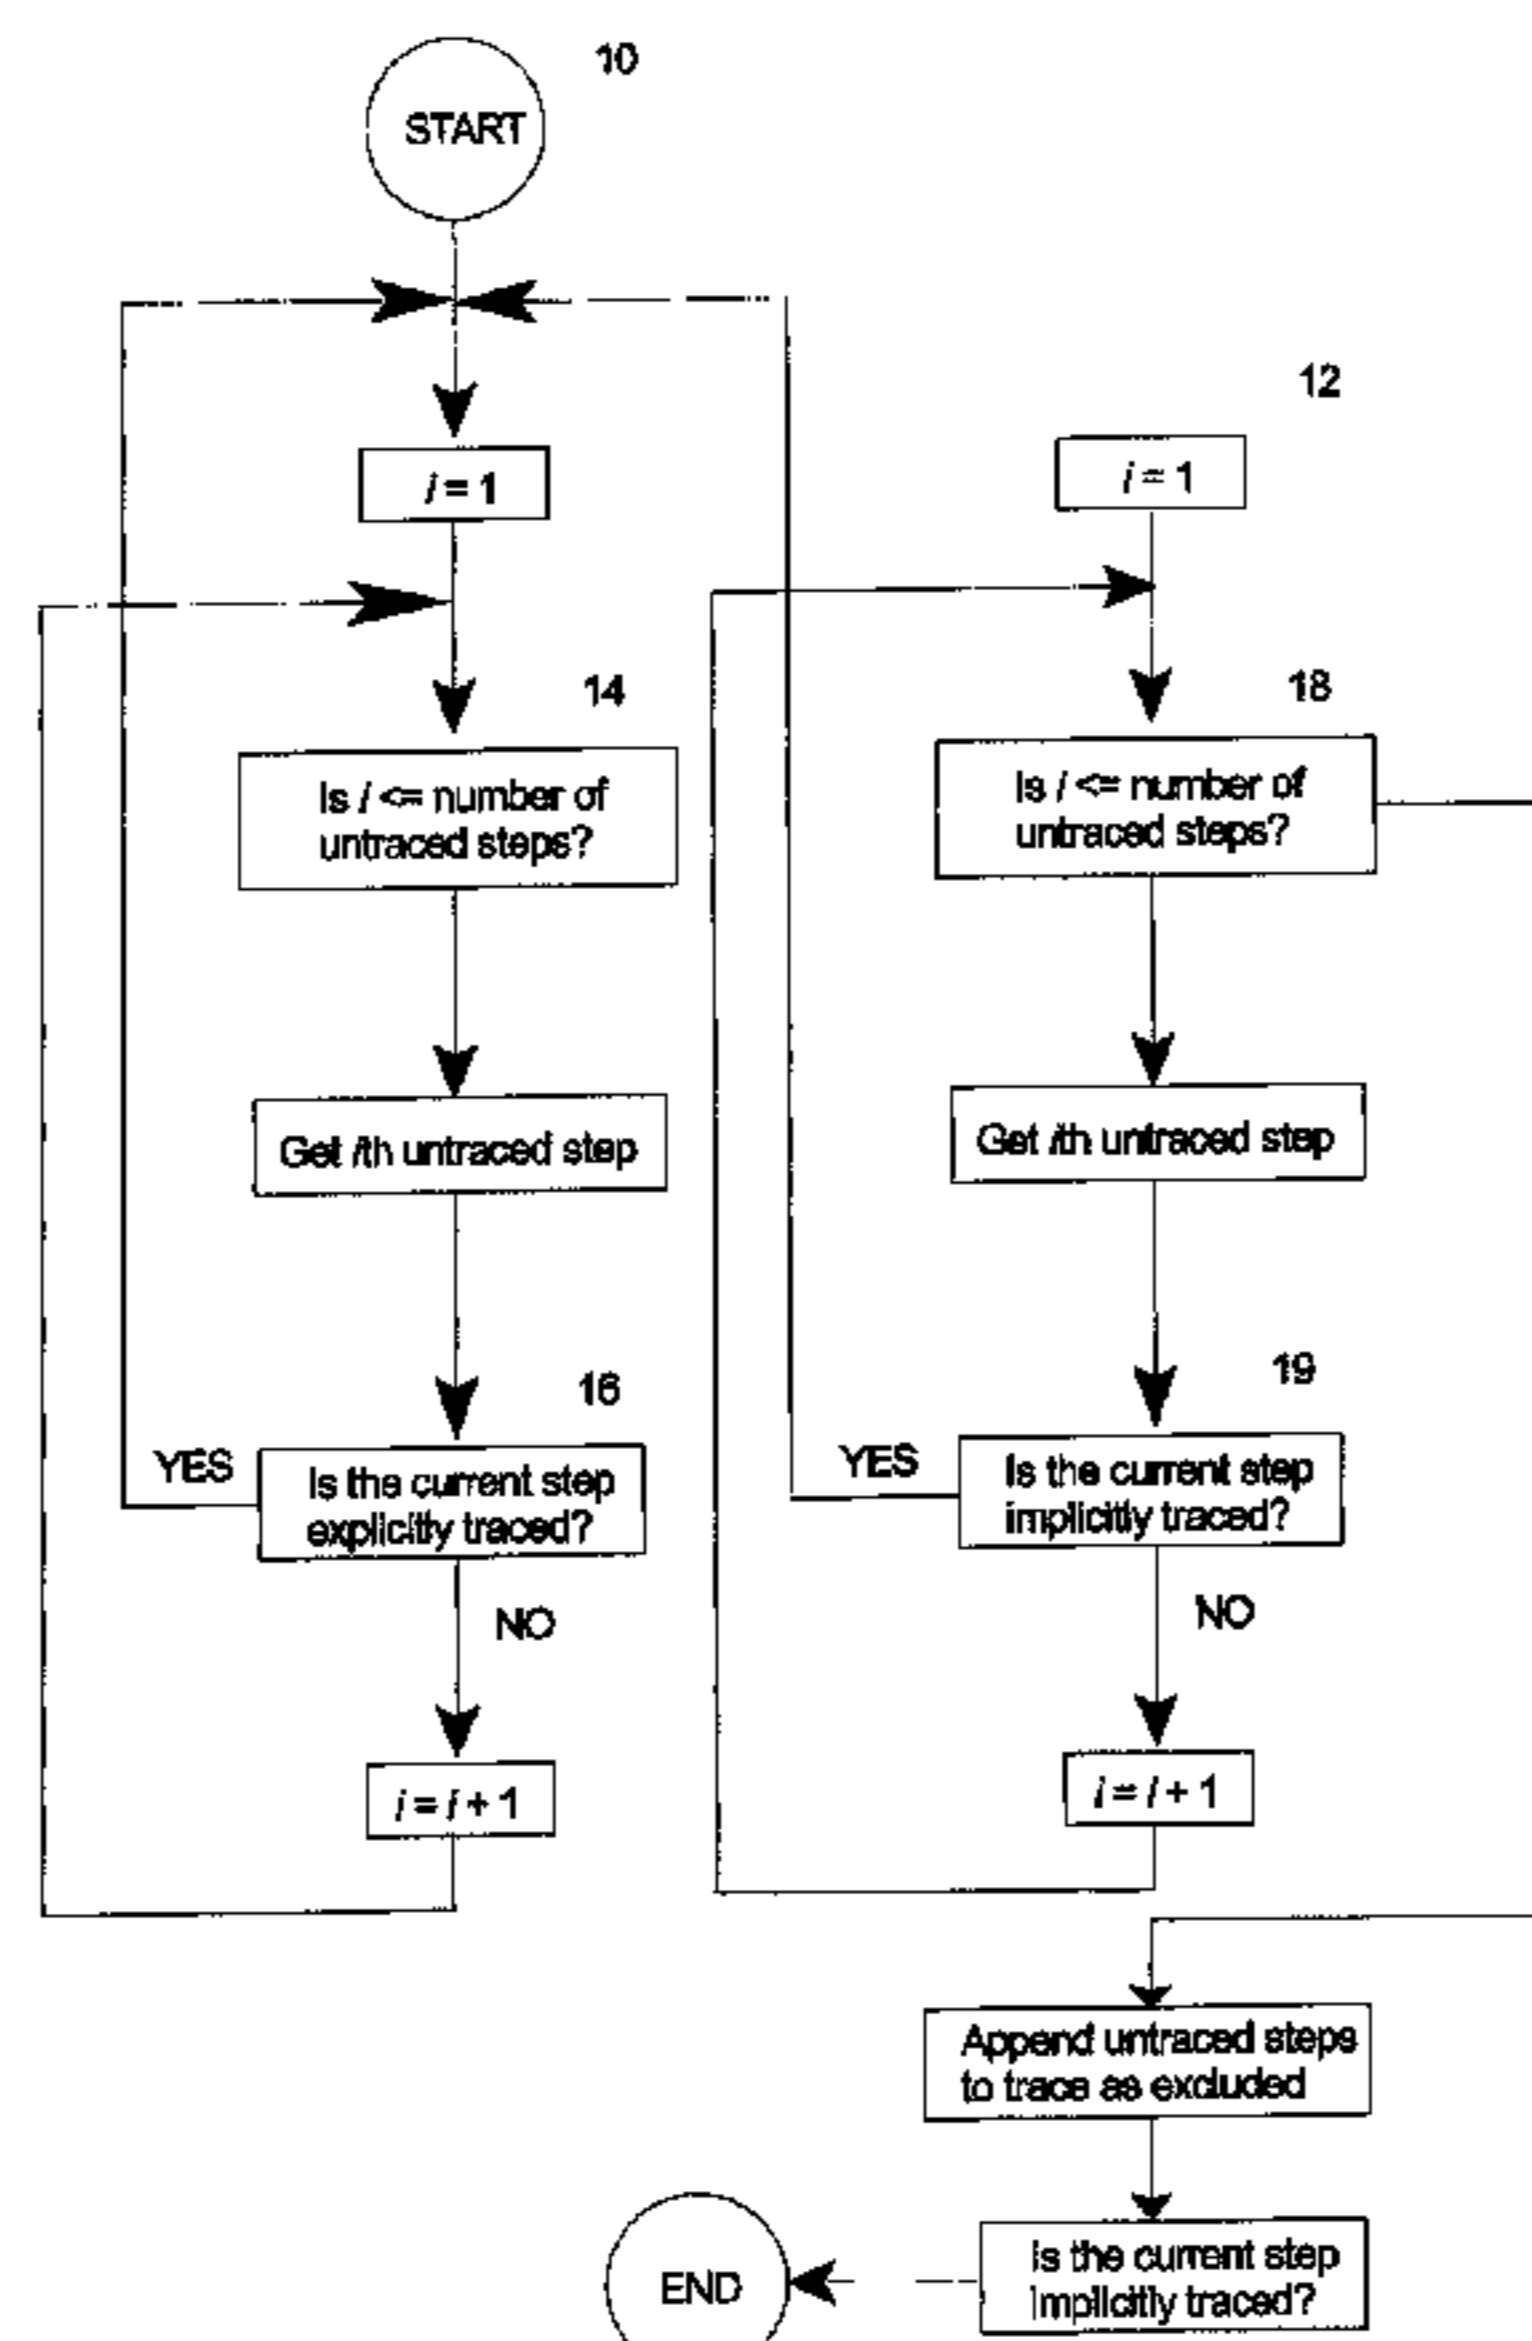 10
START
i = 1
14
Is i <= number of
untraced steps?
Get ith untraced step
16
YES
Is the current step
explicitly traced?
NO
i = i + 1
12
i = 1
18
Is i <= number of
untraced steps?
Get ith untraced step
19
YES
Is the current step
implicitly traced?
NO
i = i + 1
Append untraced steps
to trace as excluded
Is the current step
implicitly traced?
END